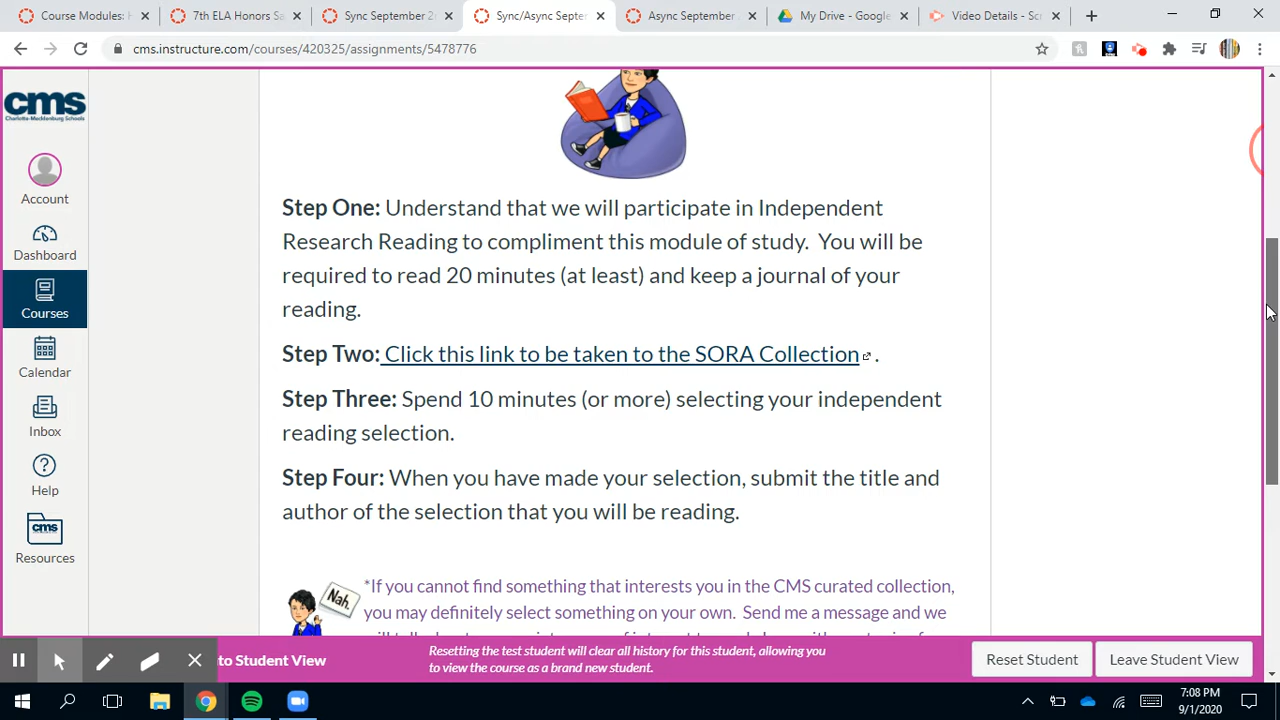 Course Modules: H
7th ELA Honors Sa
Sync September 2
Sync/Async Septe
Async September
My Drive - Google
Video Details - Scr
cms.instructure.com/courses/420325/assignments/5478776
cms
Charlotte-Mecklenburg Schools
Account
Dashboard
Courses
Calendar
Inbox
Help
cms
Resources
Step One: Understand that we will participate in Independent
Research Reading to compliment this module of study. You will be
required to read 20 minutes (at least) and keep a journal of your
reading.
Step Two: Click this link to be taken to the SORA Collection .
Step Three: Spend 10 minutes (or more) selecting your independent
reading selection.
Step Four: When you have made your selection, submit the title and
author of the selection that you will be reading.
Nah.
*If you cannot find something that interests you in the CMS curated collection,
you may definitely select something on your own. Send me a message and we
to Student View
Resetting the test student will clear all history for this student, allowing you
to view the course as a brand new student.
Reset Student
Leave Student View
7:08 PM
9/1/2020